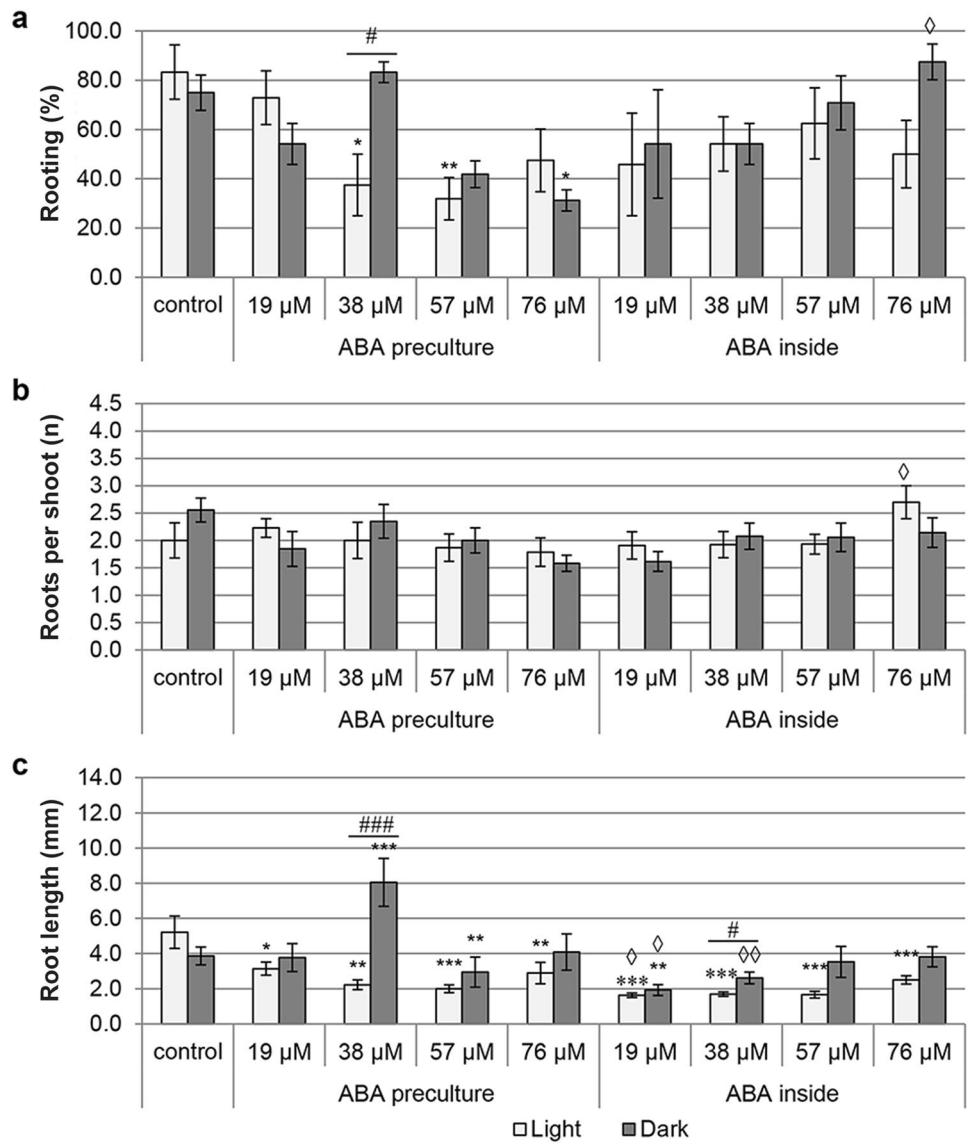 a
#
◊
100.0
80.0
60.0
40.0
20.0
0.0
Rooting (%)
*
**
*
control 19 µM 38 µM 57 µM 76 µM 19 µM 38 µM 57 µM 76 µM
ABA preculture ABA inside
b
4.5
4.0
3.5
3.0
2.5
2.0
1.5
1.0
0.5
0.0
Roots per shoot (n)
◊
control 19 µM 38 µM 57 µM 76 µM 19 µM 38 µM 57 µM 76 µM
ABA preculture ABA inside
c
14.0
12.0
10.0
8.0
6.0
4.0
2.0
0.0
Root length (mm)
###
***
#
◊ ◊ ◊◊
* ** *** ** ** *** ** *** *** ***
control 19 µM 38 µM 57 µM 76 µM 19 µM 38 µM 57 µM 76 µM
ABA preculture ABA inside
Light Dark